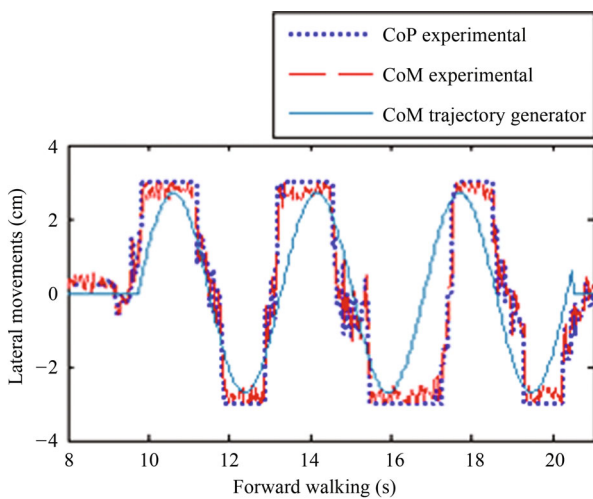 CoP experimental
CoM experimental
CoM trajectory generator
4
2
0
−2
−4
Lateral movements (cm)
8 10 12 14 16 18 20
Forward walking (s)